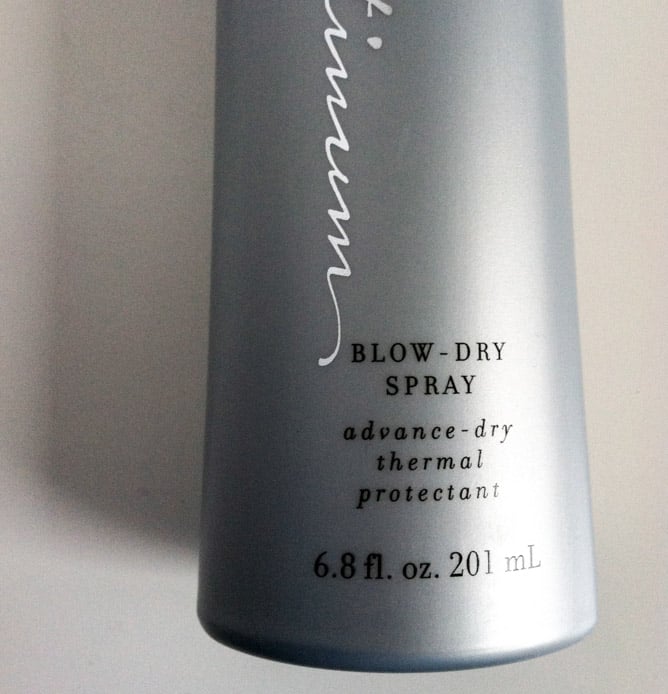 BLOW-DRY
SPRAY
advance-dry
thermal
protectant
6.8 fl. oz. 201 mL